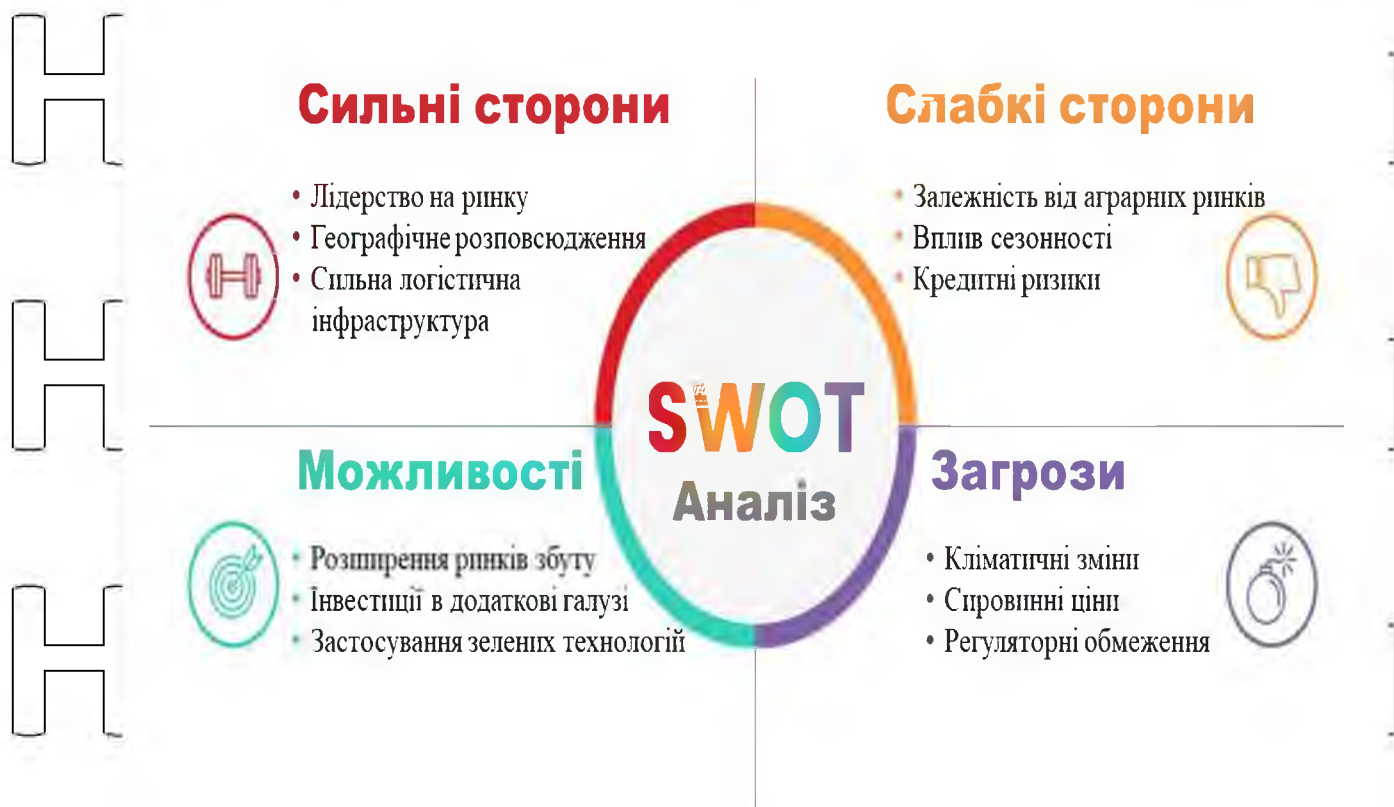 Сильні сторони
• Лідерство на ринку
• Географічне розповсюдження
• Сильна логістична
інфраструктура
Слабкі сторони
• Залежність від аграрних ринків
• Вплив сезонності
• Кредитні ризики
SWOT
Аналіз
Можливості
• Розширення ринків збуту
• Інвестиції в додаткові галузі
• Застосування зелених технологій
Загрози
• Кліматичні зміни
• Сировинні ціни
• Регуляторні обмеження